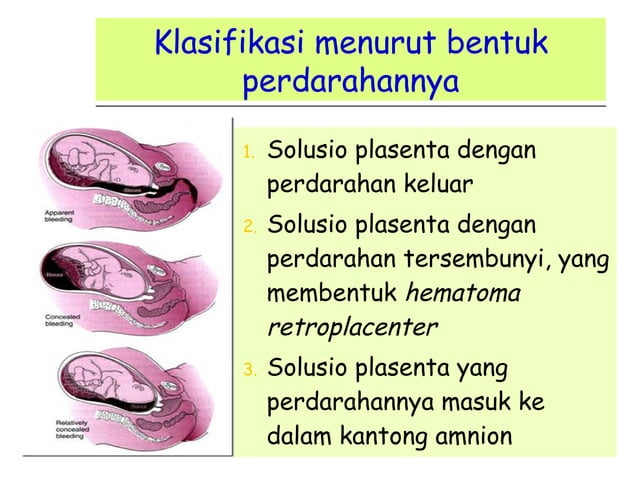 Klasifikasi menurut bentuk
perdarahannya
Apparent
bleeding
Concealed
bleeding
Relatively
concealed
bleeding
1. Solusio plasenta dengan
perdarahan keluar
2. Solusio plasenta dengan
perdarahan tersembunyi, yang
membentuk hematoma
retroplacenter
3. Solusio plasenta yang
perdarahannya masuk ke
dalam kantong amnion